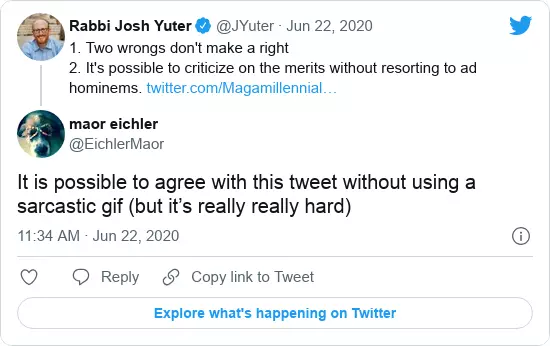 Rabbi Josh Yuter @JYuter · Jun 22, 2020
1. Two wrongs don't make a right
2. It's possible to criticize on the merits without resorting to ad
hominems. twitter.com/Magamillennial…
maor eichler
@EichlerMaor
It is possible to agree with this tweet without using a
sarcastic gif (but it’s really really hard)
11:34 AM · Jun 22, 2020
Reply Copy link to Tweet
Explore what's happening on Twitter